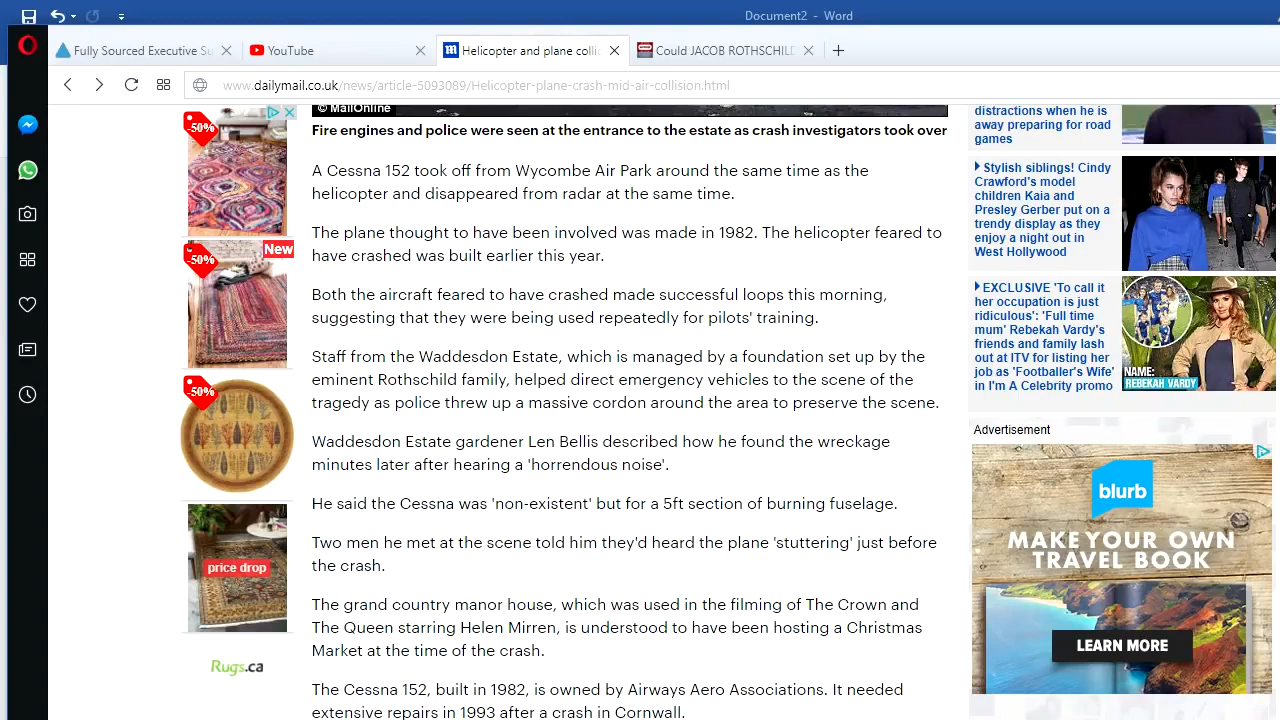 Document2 - Word
Fully Sourced Executive Su
YouTube
Helicopter and plane colli
Could JACOB ROTHSCHILD
www.dailymail.co.uk/news/article-5093089/Helicopter-plane-crash-mid-air-collision.html
-50%
New
-50%
-50%
price drop
Rugs.ca
© MailOnline
Fire engines and police were seen at the entrance to the estate as crash investigators took over
A Cessna 152 took off from Wycombe Air Park around the same time as the
helicopter and disappeared from radar at the same time.
The plane thought to have been involved was made in 1982. The helicopter feared to
have crashed was built earlier this year.
Both the aircraft feared to have crashed made successful loops this morning,
suggesting that they were being used repeatedly for pilots' training.
Staff from the Waddesdon Estate, which is managed by a foundation set up by the
eminent Rothschild family, helped direct emergency vehicles to the scene of the
tragedy as police threw up a massive cordon around the area to preserve the scene.
Waddesdon Estate gardener Len Bellis described how he found the wreckage
minutes later after hearing a 'horrendous noise'.
He said the Cessna was 'non-existent' but for a 5ft section of burning fuselage.
Two men he met at the scene told him they'd heard the plane 'stuttering' just before
the crash.
The grand country manor house, which was used in the filming of The Crown and
The Queen starring Helen Mirren, is understood to have been hosting a Christmas
Market at the time of the crash.
The Cessna 152, built in 1982, is owned by Airways Aero Associations. It needed
extensive repairs in 1993 after a crash in Cornwall.
distractions when he is
away preparing for road
games
Stylish siblings! Cindy
Crawford's model
children Kaia and
Presley Gerber put on a
trendy display as they
enjoy a night out in
West Hollywood
EXCLUSIVE 'To call it
her occupation is just
ridiculous': 'Full time
mum' Rebekah Vardy's
friends and family lash
out at ITV for listing her
job as 'Footballer's Wife'
in I'm A Celebrity promo
NAME:
REBEKAH VARDY
Advertisement
blurb
MAKE YOUR OWN
TRAVEL BOOK
LEARN MORE